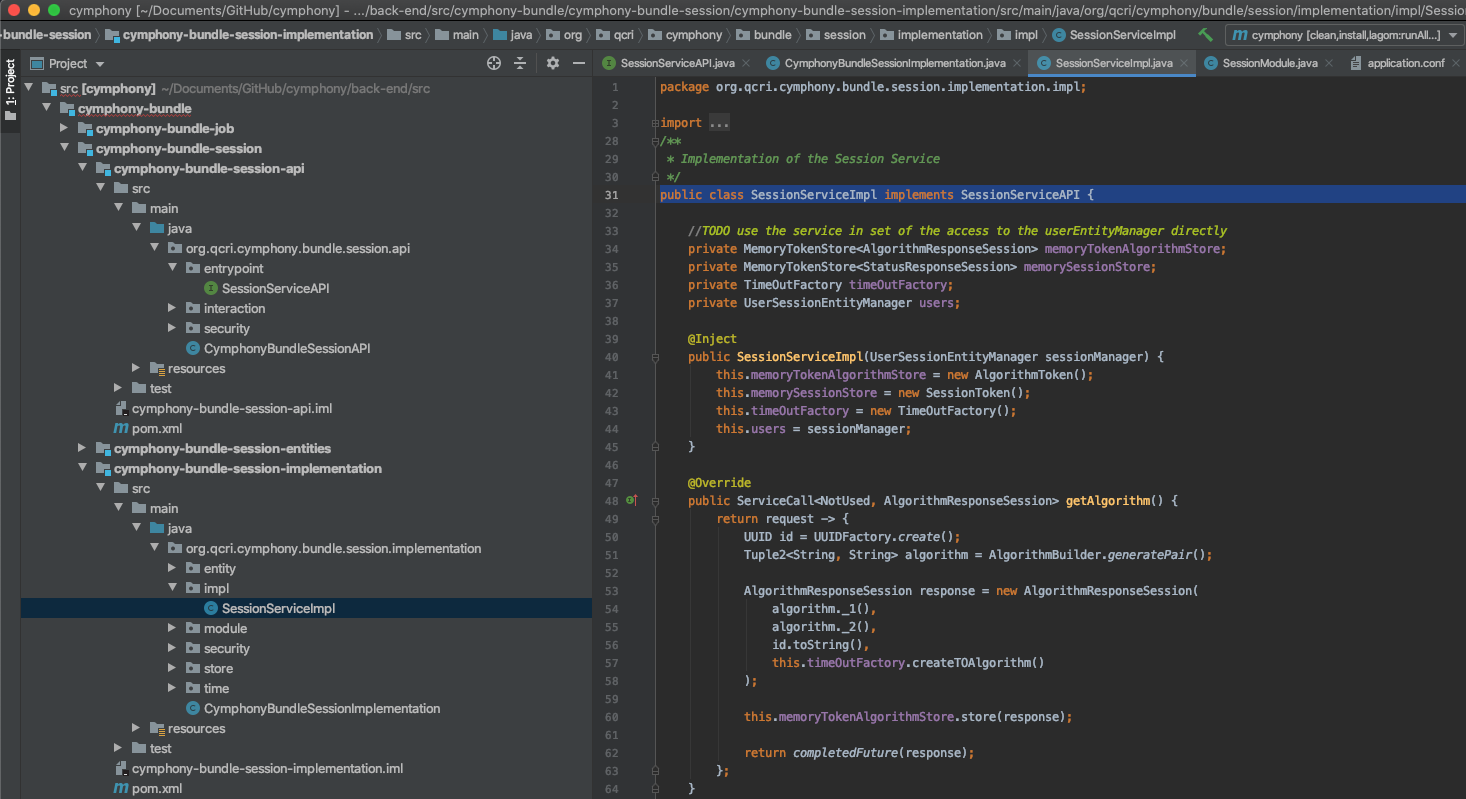 cymphony [~/Documents/GitHub/cymphony] - .../back-end/src/cymphony-bundle/cymphony-bundle-session/cymphony-bundle-session-implementation/src/main/java/org/qcri/cymphony/bundle/session/implementation/impl/Session
-bundle-session cymphony-bundle-session-implementation src main java org qcri cymphony bundle session implementation impl SessionServiceImpl cymphony [clean,install,lagom:runAll...]
1: Project
Project
SessionServiceAPI.java CymphonyBundleSessionImplementation.java SessionServiceImpl.java SessionModule.java application.conf
src [cymphony] ~/Documents/GitHub/cymphony/back-end/src
cymphony-bundle
cymphony-bundle-job
cymphony-bundle-session
cymphony-bundle-session-api
src
main
java
org.qcri.cymphony.bundle.session.api
entrypoint
SessionServiceAPI
interaction
security
CymphonyBundleSessionAPI
resources
test
cymphony-bundle-session-api.iml
pom.xml
cymphony-bundle-session-entities
cymphony-bundle-session-implementation
src
main
java
org.qcri.cymphony.bundle.session.implementation
entity
impl
SessionServiceImpl
module
security
store
time
CymphonyBundleSessionImplementation
resources
test
cymphony-bundle-session-implementation.iml
pom.xml
1 package org.qcri.cymphony.bundle.session.implementation.impl;
2
3 import ...
28 /**
29 * Implementation of the Session Service
30 */
31 public class SessionServiceImpl implements SessionServiceAPI {
32
33 //TODO use the service in set of the access to the userEntityManager directly
34 private MemoryTokenStore<AlgorithmResponseSession> memoryTokenAlgorithmStore;
35 private MemoryTokenStore<StatusResponseSession> memorySessionStore;
36 private TimeOutFactory timeOutFactory;
37 private UserSessionEntityManager users;
38
39 @Inject
40 public SessionServiceImpl(UserSessionEntityManager sessionManager) {
41 this.memoryTokenAlgorithmStore = new AlgorithmToken();
42 this.memorySessionStore = new SessionToken();
43 this.timeOutFactory = new TimeOutFactory();
44 this.users = sessionManager;
45 }
46
47 @Override
48 public ServiceCall<NotUsed, AlgorithmResponseSession> getAlgorithm() {
49 return request -> {
50 UUID id = UUIDFactory.create();
51 Tuple2<String, String> algorithm = AlgorithmBuilder.generatePair();
52
53 AlgorithmResponseSession response = new AlgorithmResponseSession(
54 algorithm._1(),
55 algorithm._2(),
56 id.toString(),
57 this.timeOutFactory.createTOAlgorithm()
58 );
59
60 this.memoryTokenAlgorithmStore.store(response);
61
62 return completedFuture(response);
63 };
64 }